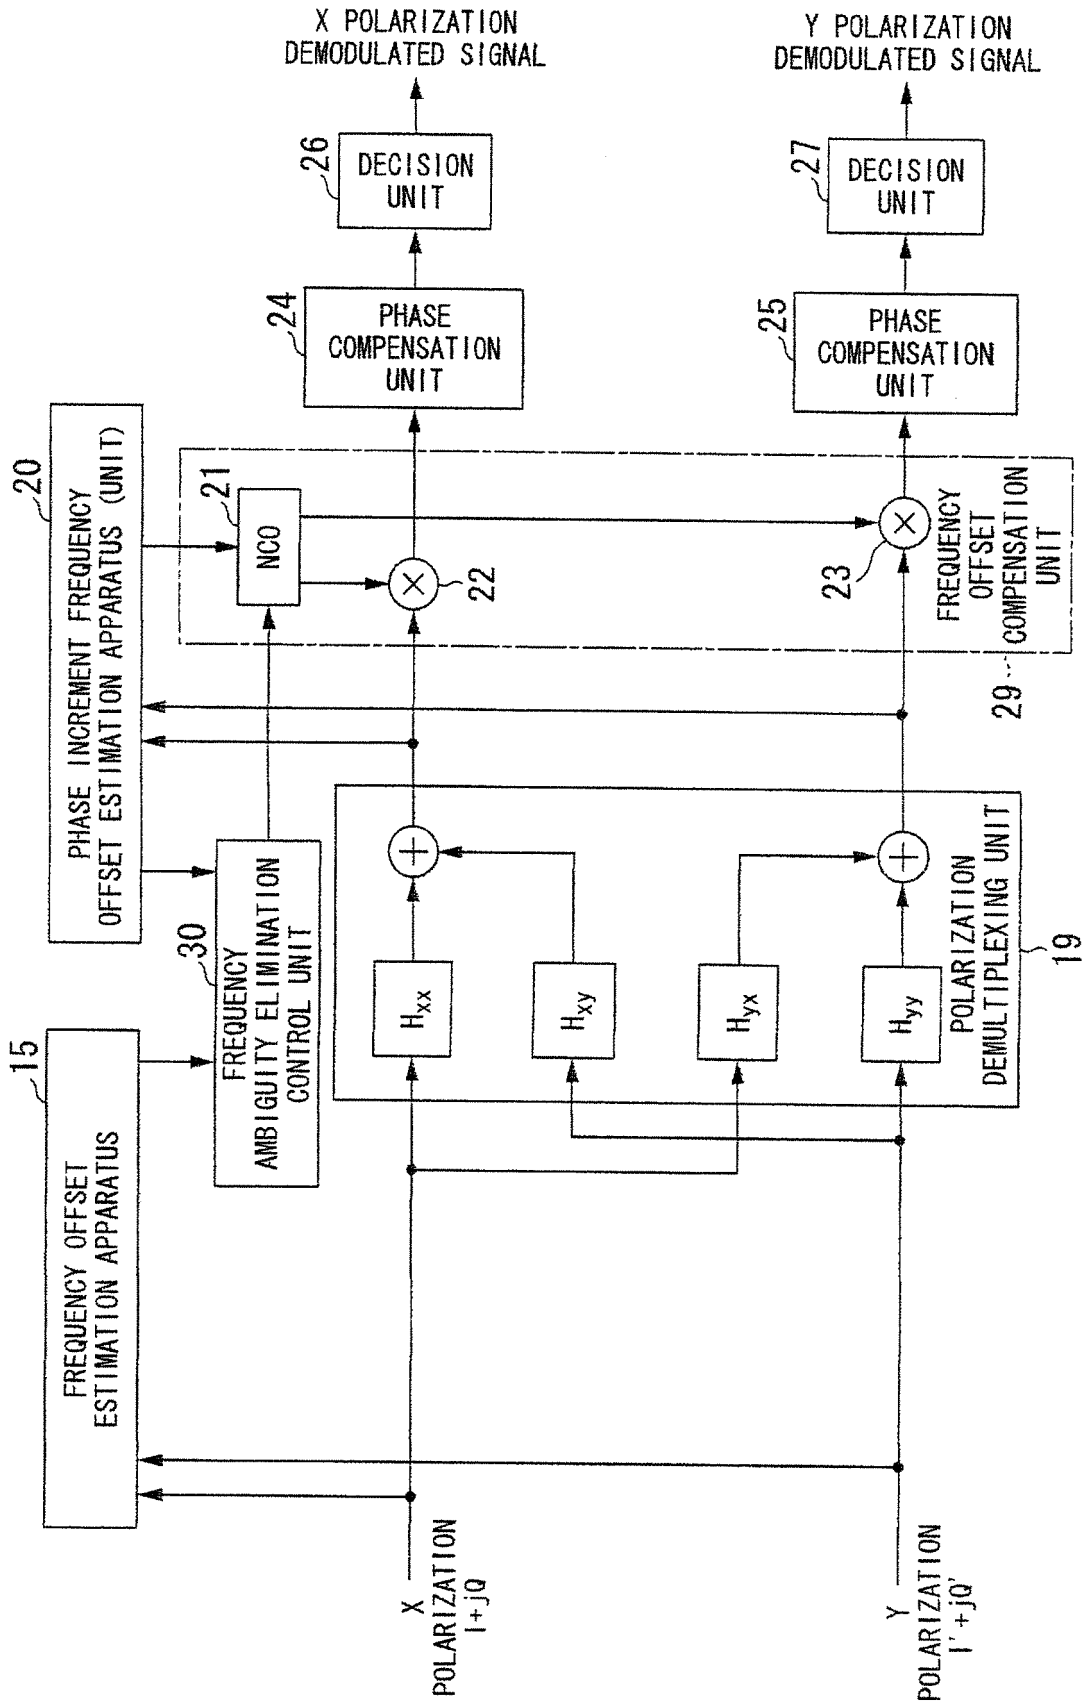 15
FREQUENCY OFFSET
ESTIMATION APPARATUS
20
PHASE INCREMENT FREQUENCY
OFFSET ESTIMATION APPARATUS (UNIT)
30
FREQUENCY
AMBIGUITY ELIMINATION
CONTROL UNIT
21
NCO
22
23
FREQUENCY
OFFSET
COMPENSATION
UNIT
29
X
POLARIZATION
I+jQ
Y
POLARIZATION
I'+jQ'
Hxx
Hxy
Hyx
Hyy
POLARIZATION
DEMULTIPLEXING UNIT
19
24
PHASE
COMPENSATION
UNIT
25
PHASE
COMPENSATION
UNIT
26
DECISION
UNIT
27
DECISION
UNIT
X POLARIZATION
DEMODULATED SIGNAL
Y POLARIZATION
DEMODULATED SIGNAL